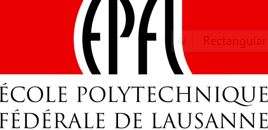 EPFL
Rectangular
ÉCOLE POLYTECHNIQUE
FÉDÉRALE DE LAUSANNE